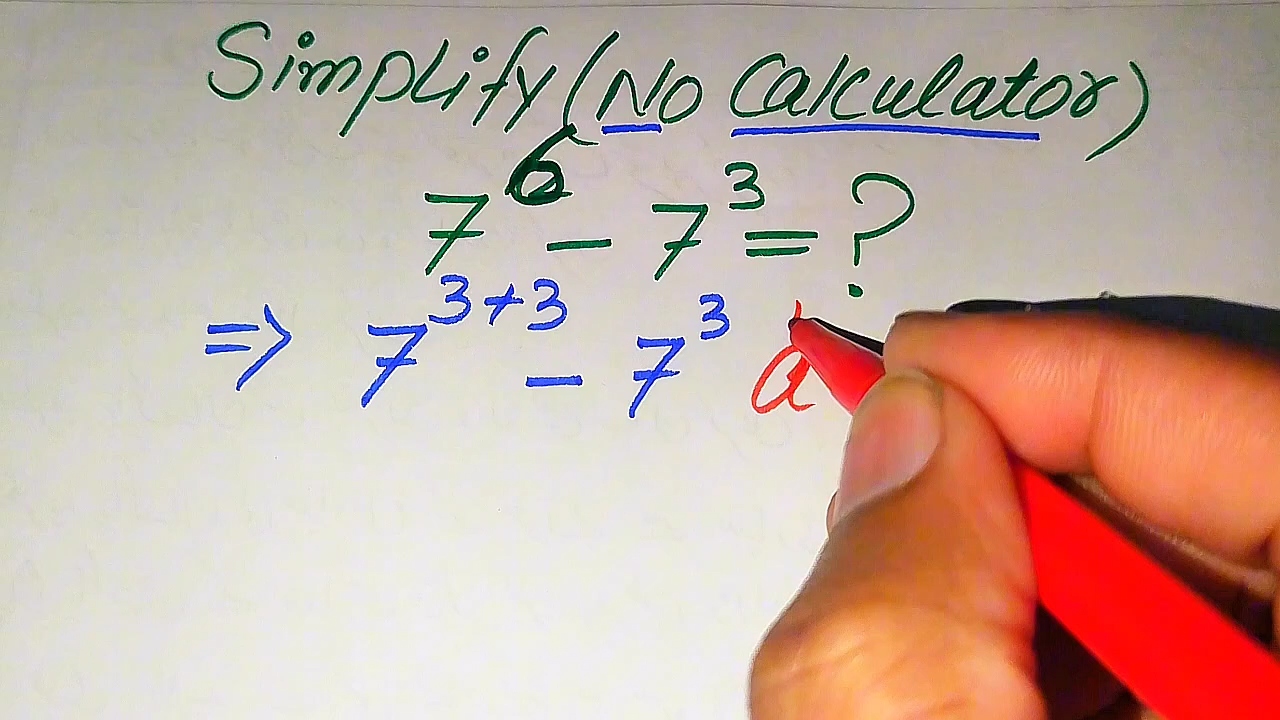 Simplify (No Calculator)
7⁶ - 7³ = ?
⇒ 7³⁺³ - 7³ a